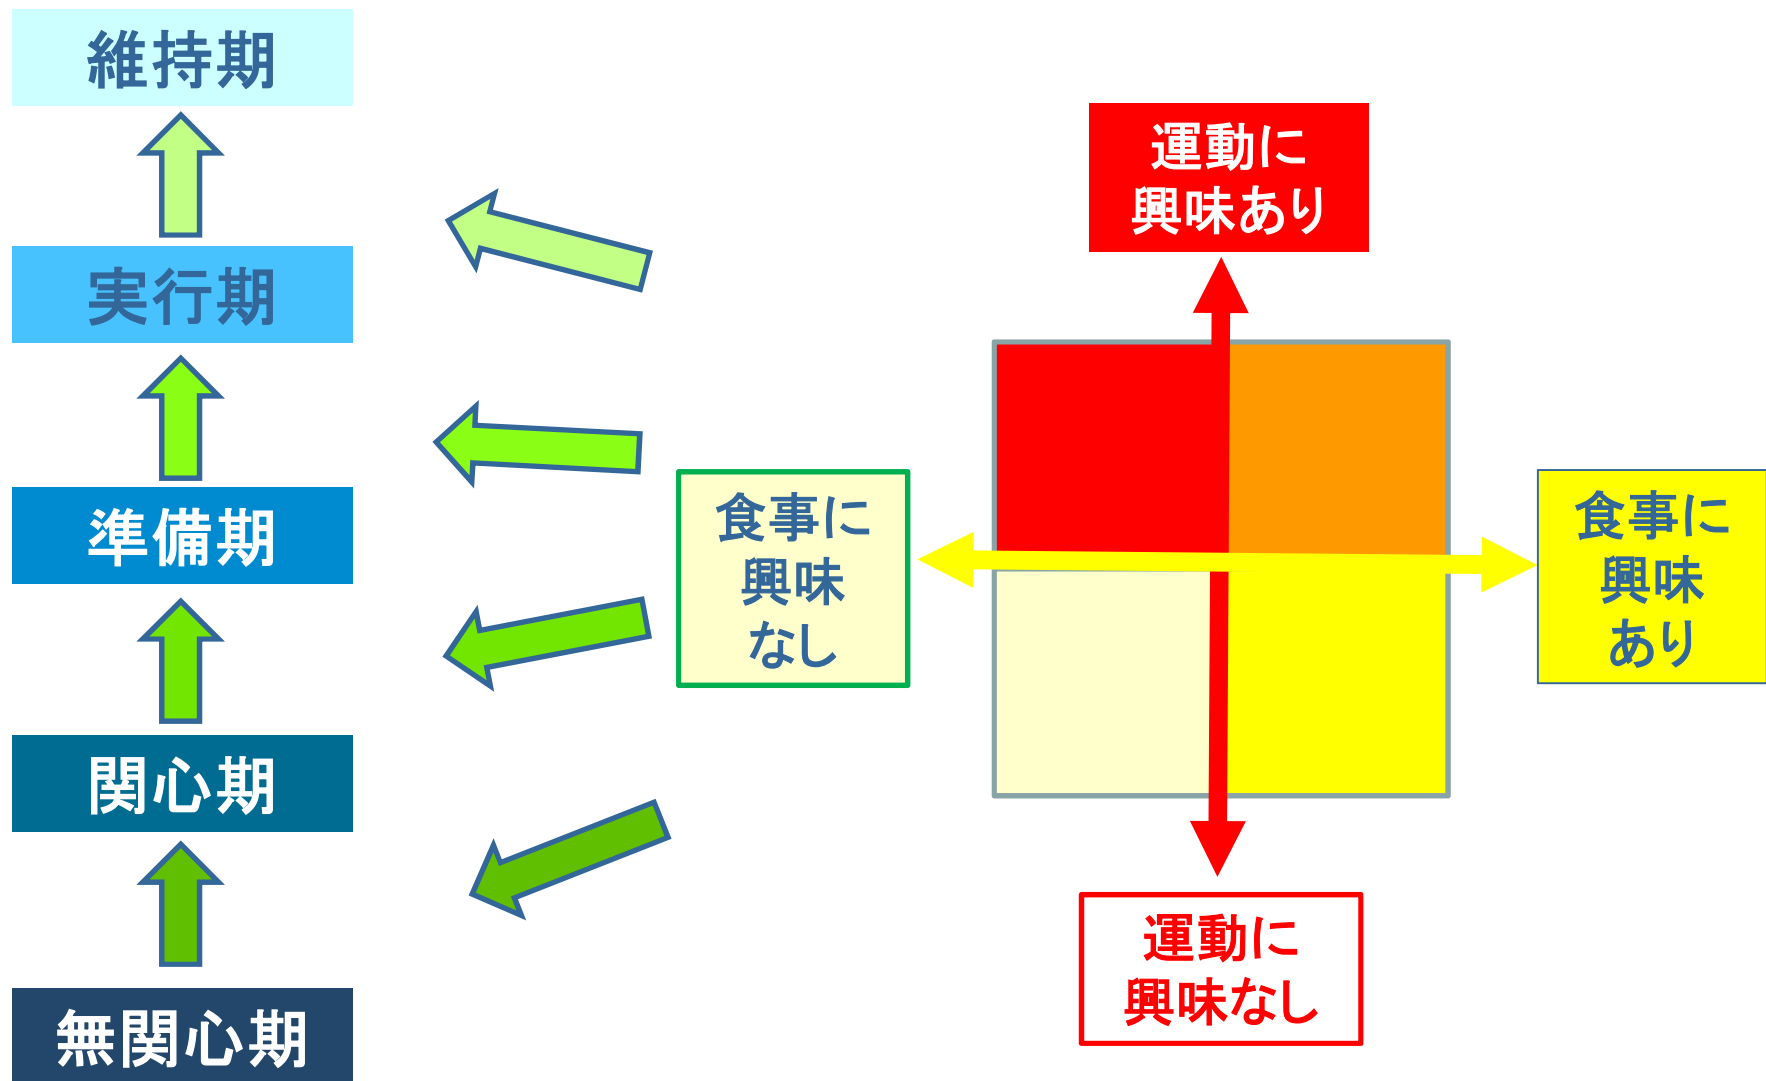 維持期
実行期
準備期
関心期
無関心期
運動に
興味あり
食事に
興味
なし
食事に
興味
あり
運動に
興味なし